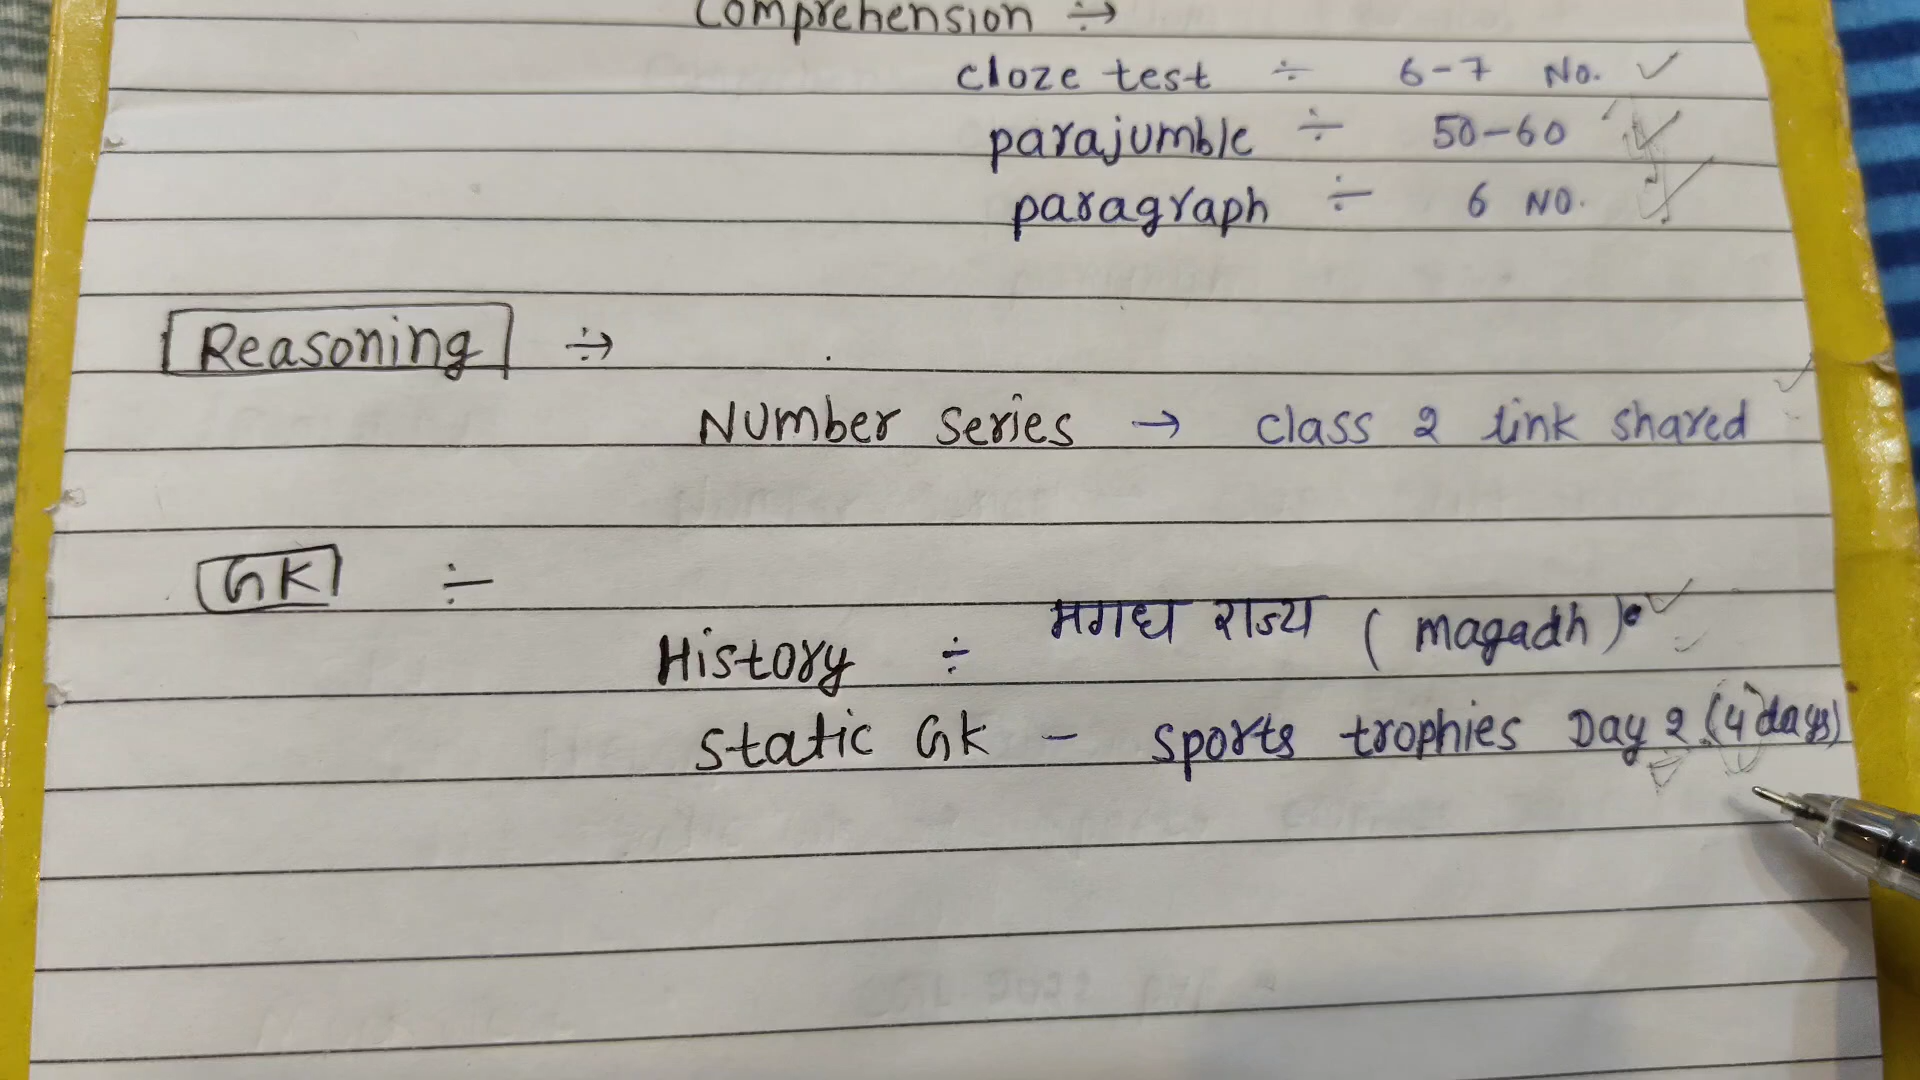 Comprehension ÷→
cloze test ÷ 6-7 No. ✓
parajumble ÷ 50-60 ✓
paragraph ÷ 6 NO. ✓
Reasoning ÷→
Number series → class 2 link shared ✓
GK ÷
History ÷ मगध राज्य ( magadh ) ✓
Static GK - sports trophies Day 2 (4 days)